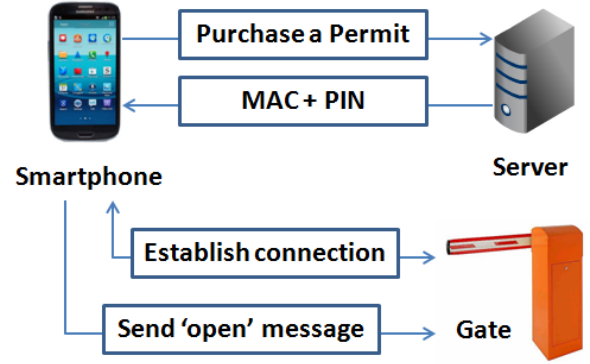 Purchase a Permit
MAC + PIN
Smartphone
Server
Establish connection
Send ‘open’ message
Gate